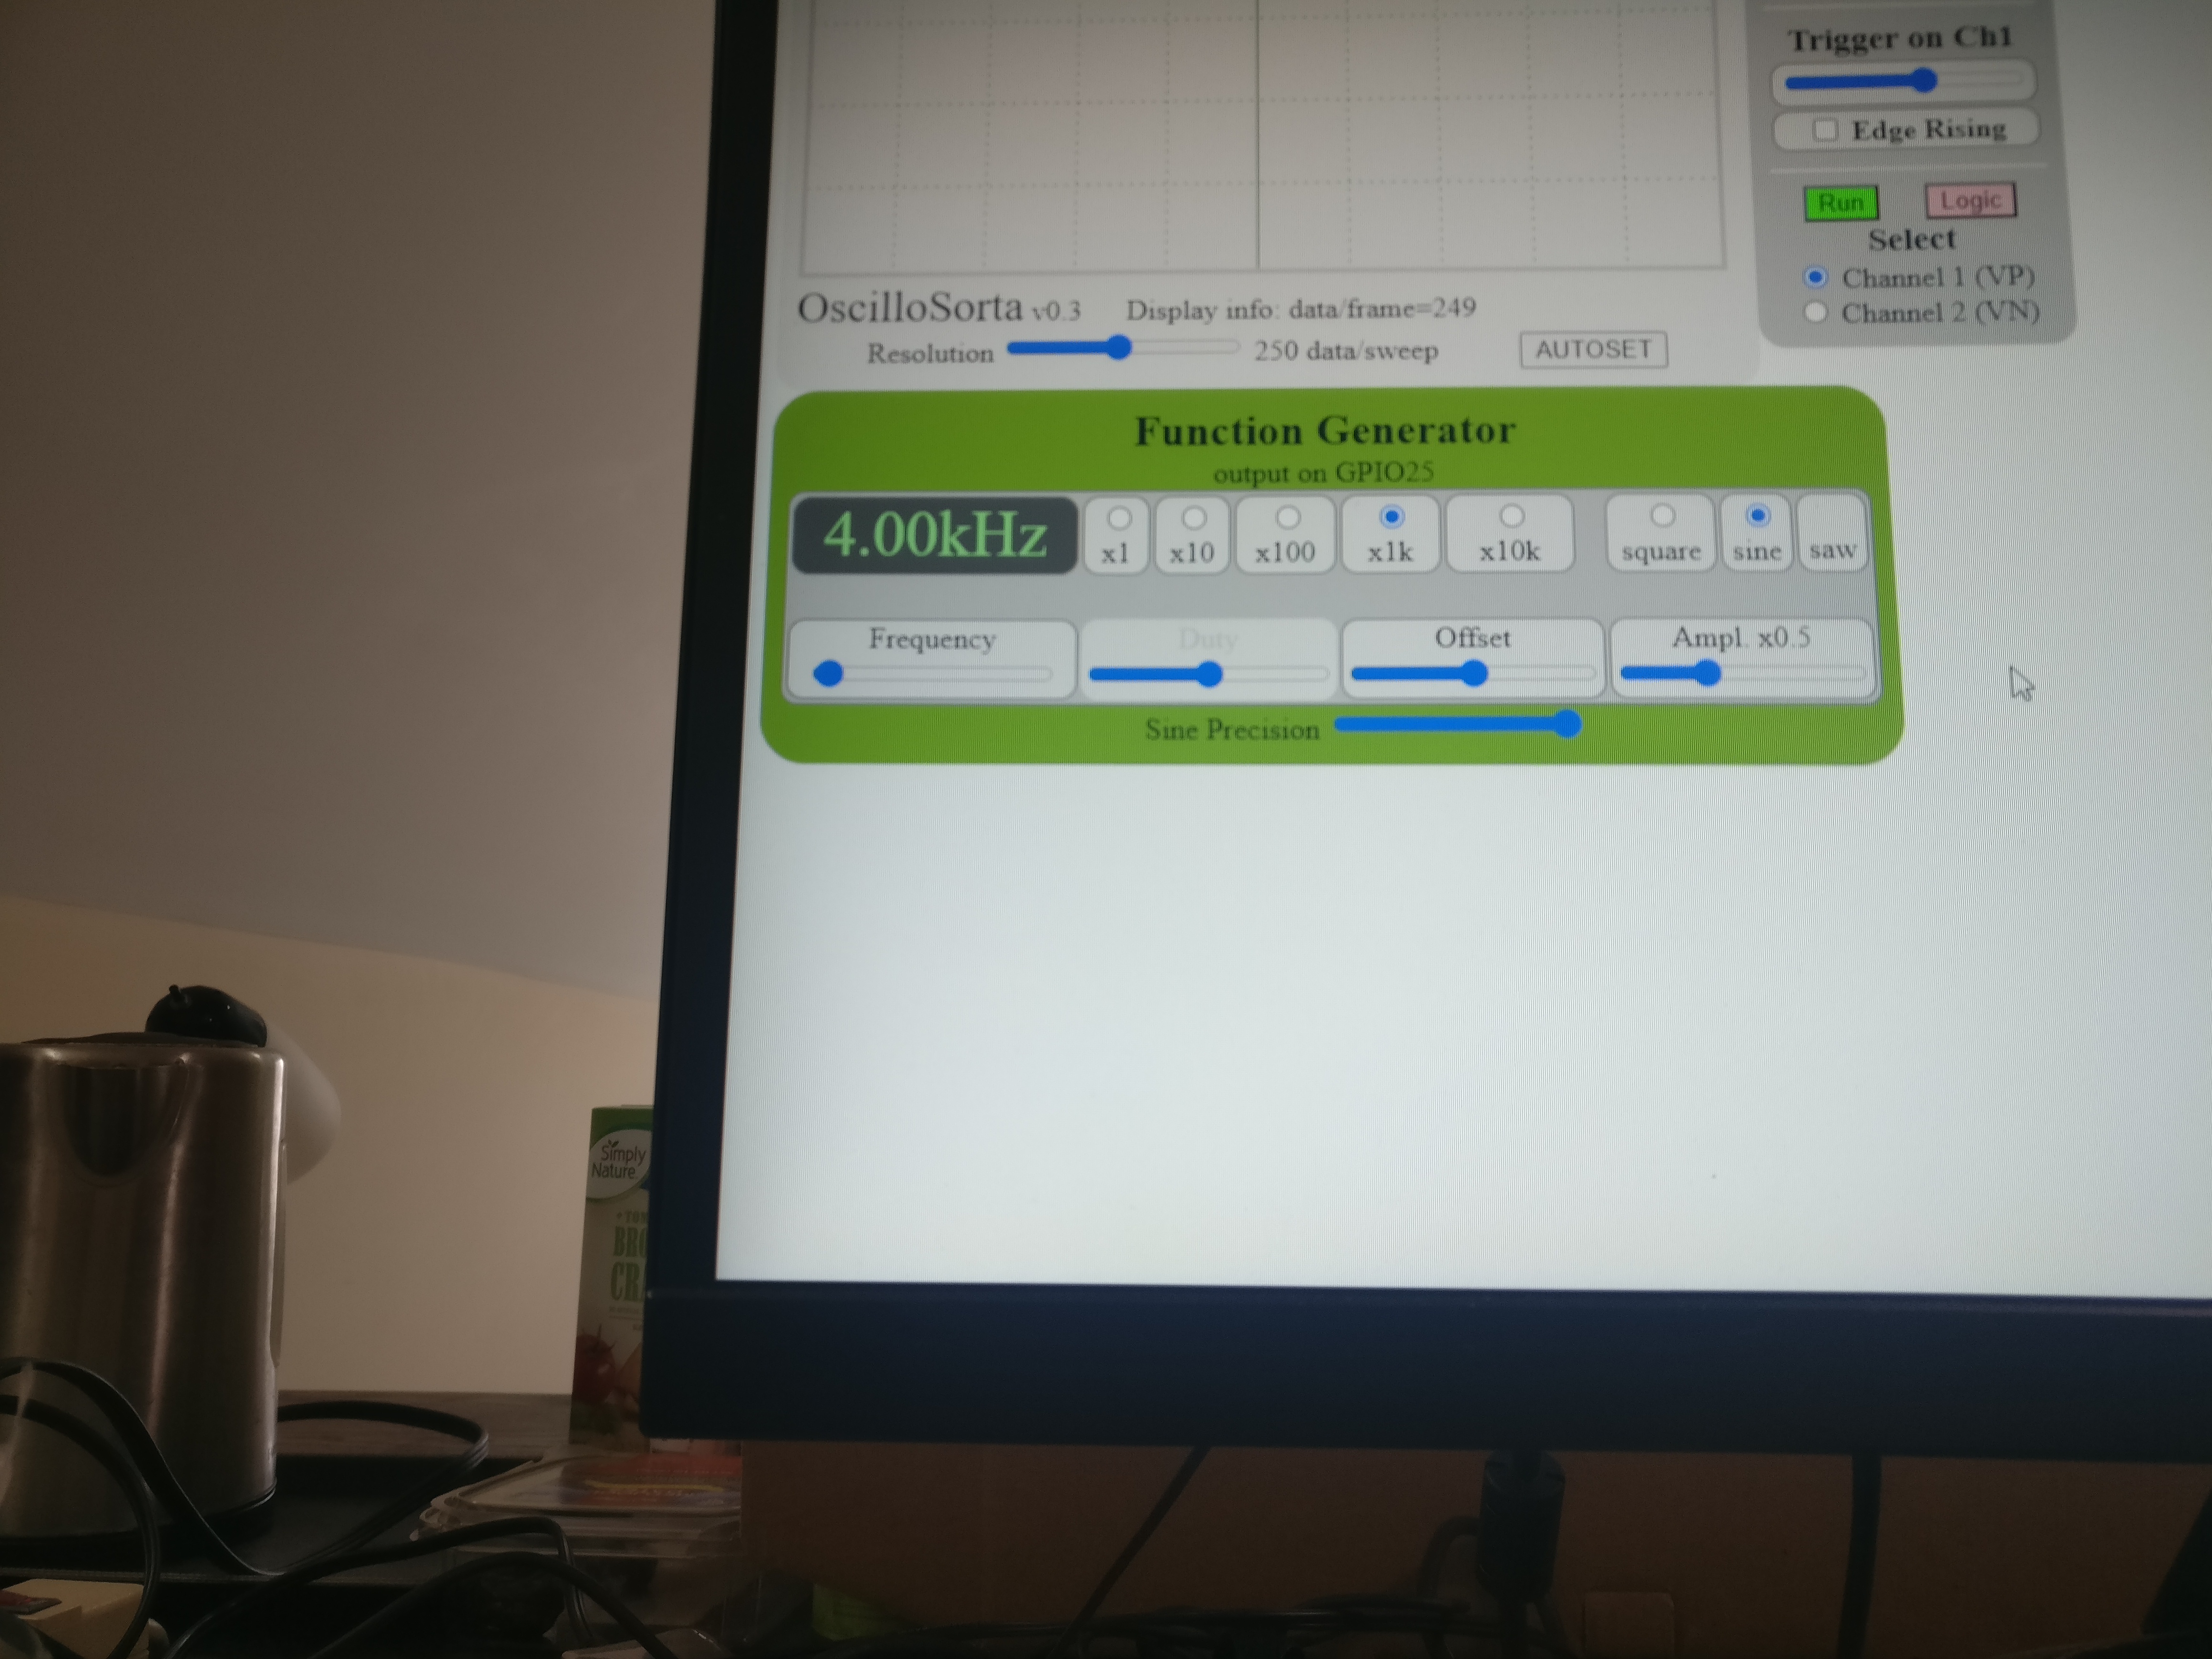 Trigger on Ch1
Edge Rising
Run Logic
Select
Channel 1 (VP)
Channel 2 (VN)
OscilloSorta v0.3 Display info: data/frame=249
Resolution 250 data/sweep AUTOSET
Function Generator
output on GPIO25
4.00kHz x1 x10 x100 x1k x10k square sine saw
Frequency Duty Offset Ampl. x0.5
Sine Precision
Simply
Nature